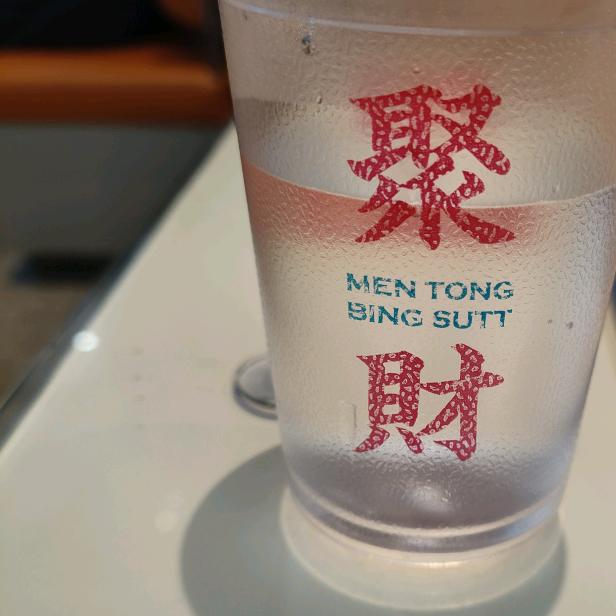 聚
MEN TONG
BING SUTT
財